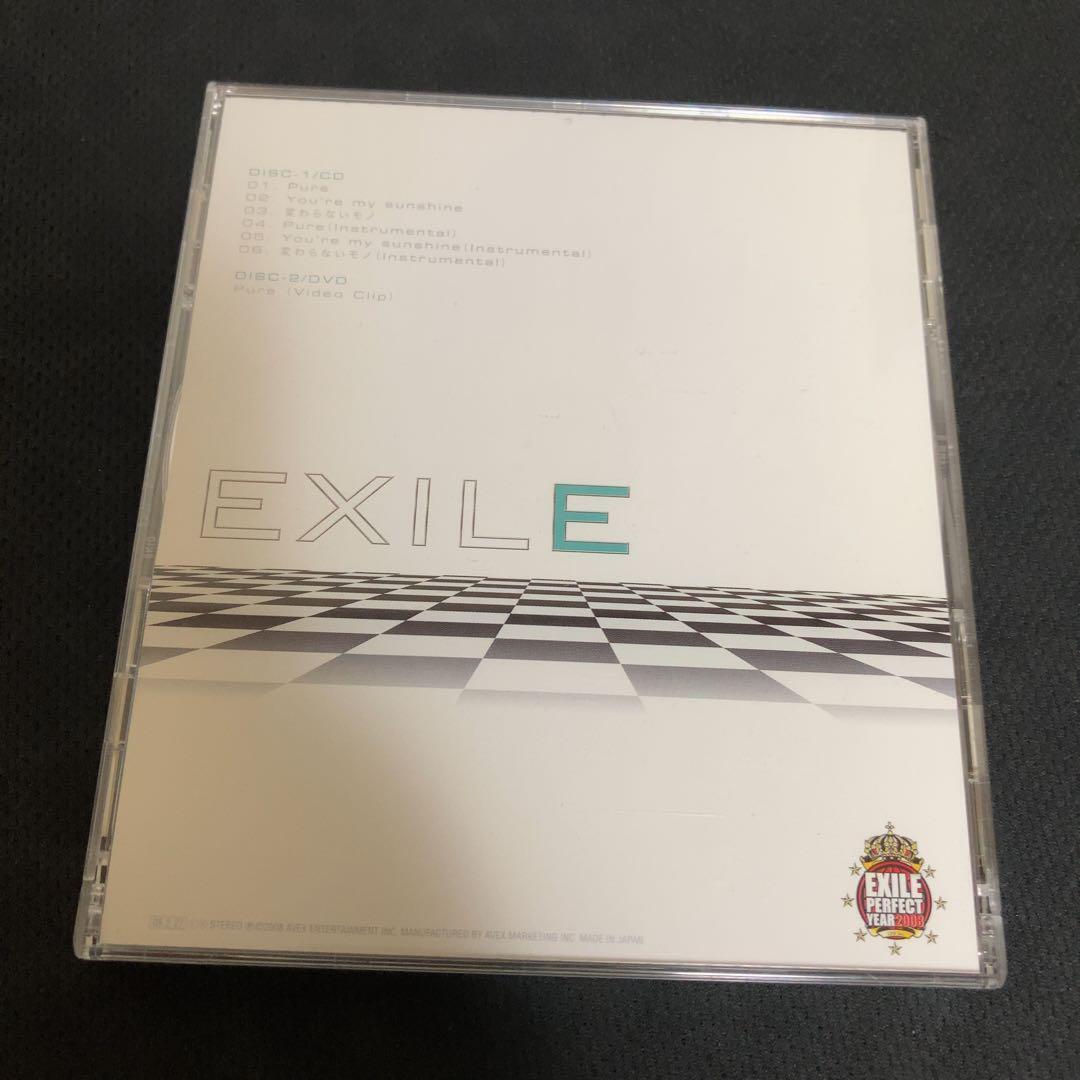 DISC-1/CD
01. Pure
02. You're my sunshine
03. 変わらないモノ
04. Pure(Instrumental)
05. You're my sunshine(Instrumental)
06. 変わらないモノ(Instrumental)
DISC-2/DVD
Pure (Video Clip)
EXILE
EXILE
PERFECT
YEAR2008
STEREO ℗©2008 AVEX ENTERTAINMENT INC. MANUFACTURED BY AVEX MARKETING INC. MADE IN JAPAN